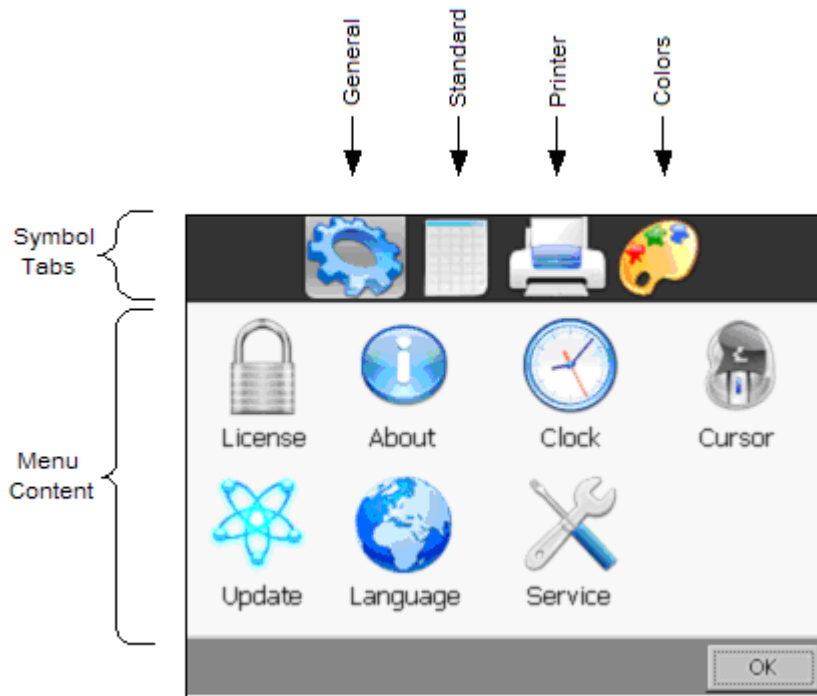 General
Standard
Printer
Colors
Symbol
Tabs
Menu
Content
License
About
Clock
Cursor
Update
Language
Service
OK